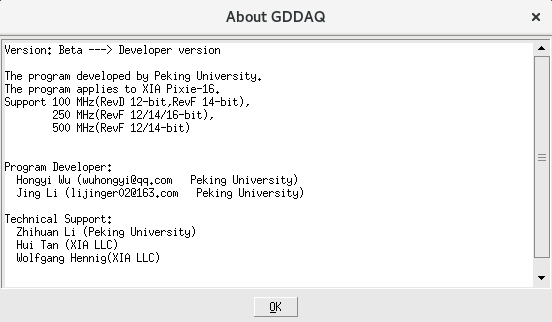 About GDDAQ
Version: Beta ---> Developer version
The program developed by Peking University.
The program applies to XIA Pixie-16.
Support 100 MHz(RevD 12-bit,RevF 14-bit),
250 MHz(RevF 12/14/16-bit),
500 MHz(RevF 12/14-bit)
Program Developer:
Hongyi Wu (wuhongyi@qq.com   Peking University)
Jing Li (lijinger02@163.com   Peking University)
Technical Support:
Zhihuan Li (Peking University)
Hui Tan (XIA LLC)
Wolfgang Hennig(XIA LLC)
OK